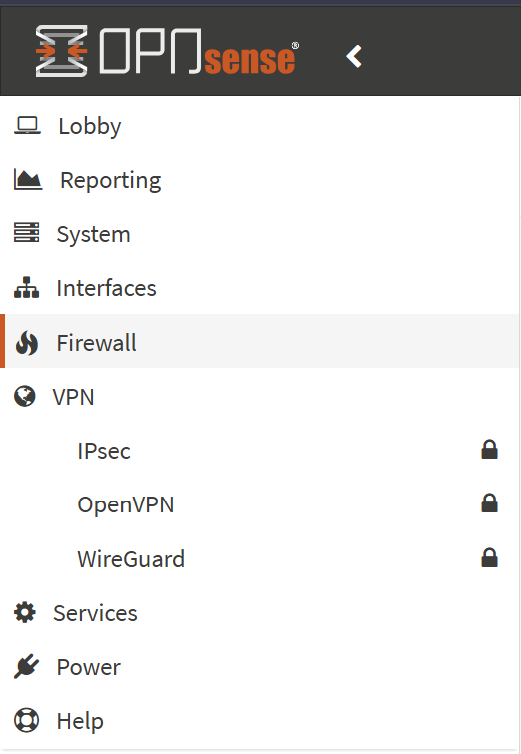 OPNsense®
Lobby
Reporting
System
Interfaces
Firewall
VPN
IPsec
OpenVPN
WireGuard
Services
Power
Help